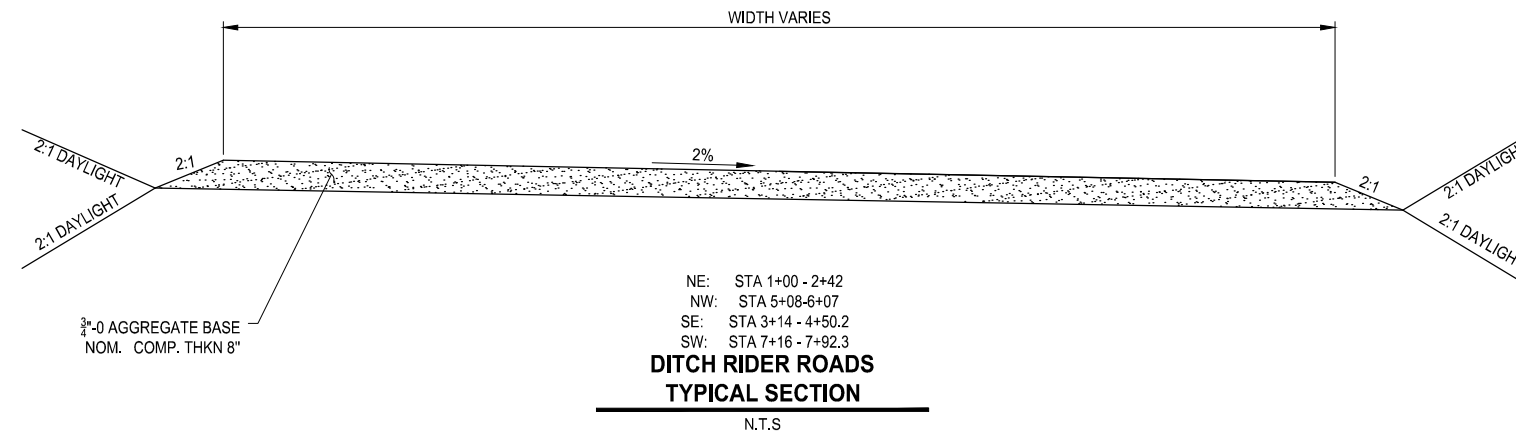 WIDTH VARIES
2:1 DAYLIGHT
2:1
2%
2:1
2:1 DAYLIGHT
2:1 DAYLIGHT
2:1 DAYLIGHT
¾"-0 AGGREGATE BASE
NOM. COMP. THKN 8"
NE: STA 1+00 - 2+42
NW: STA 5+08-6+07
SE: STA 3+14 - 4+50.2
SW: STA 7+16 - 7+92.3
DITCH RIDER ROADS
TYPICAL SECTION
N.T.S